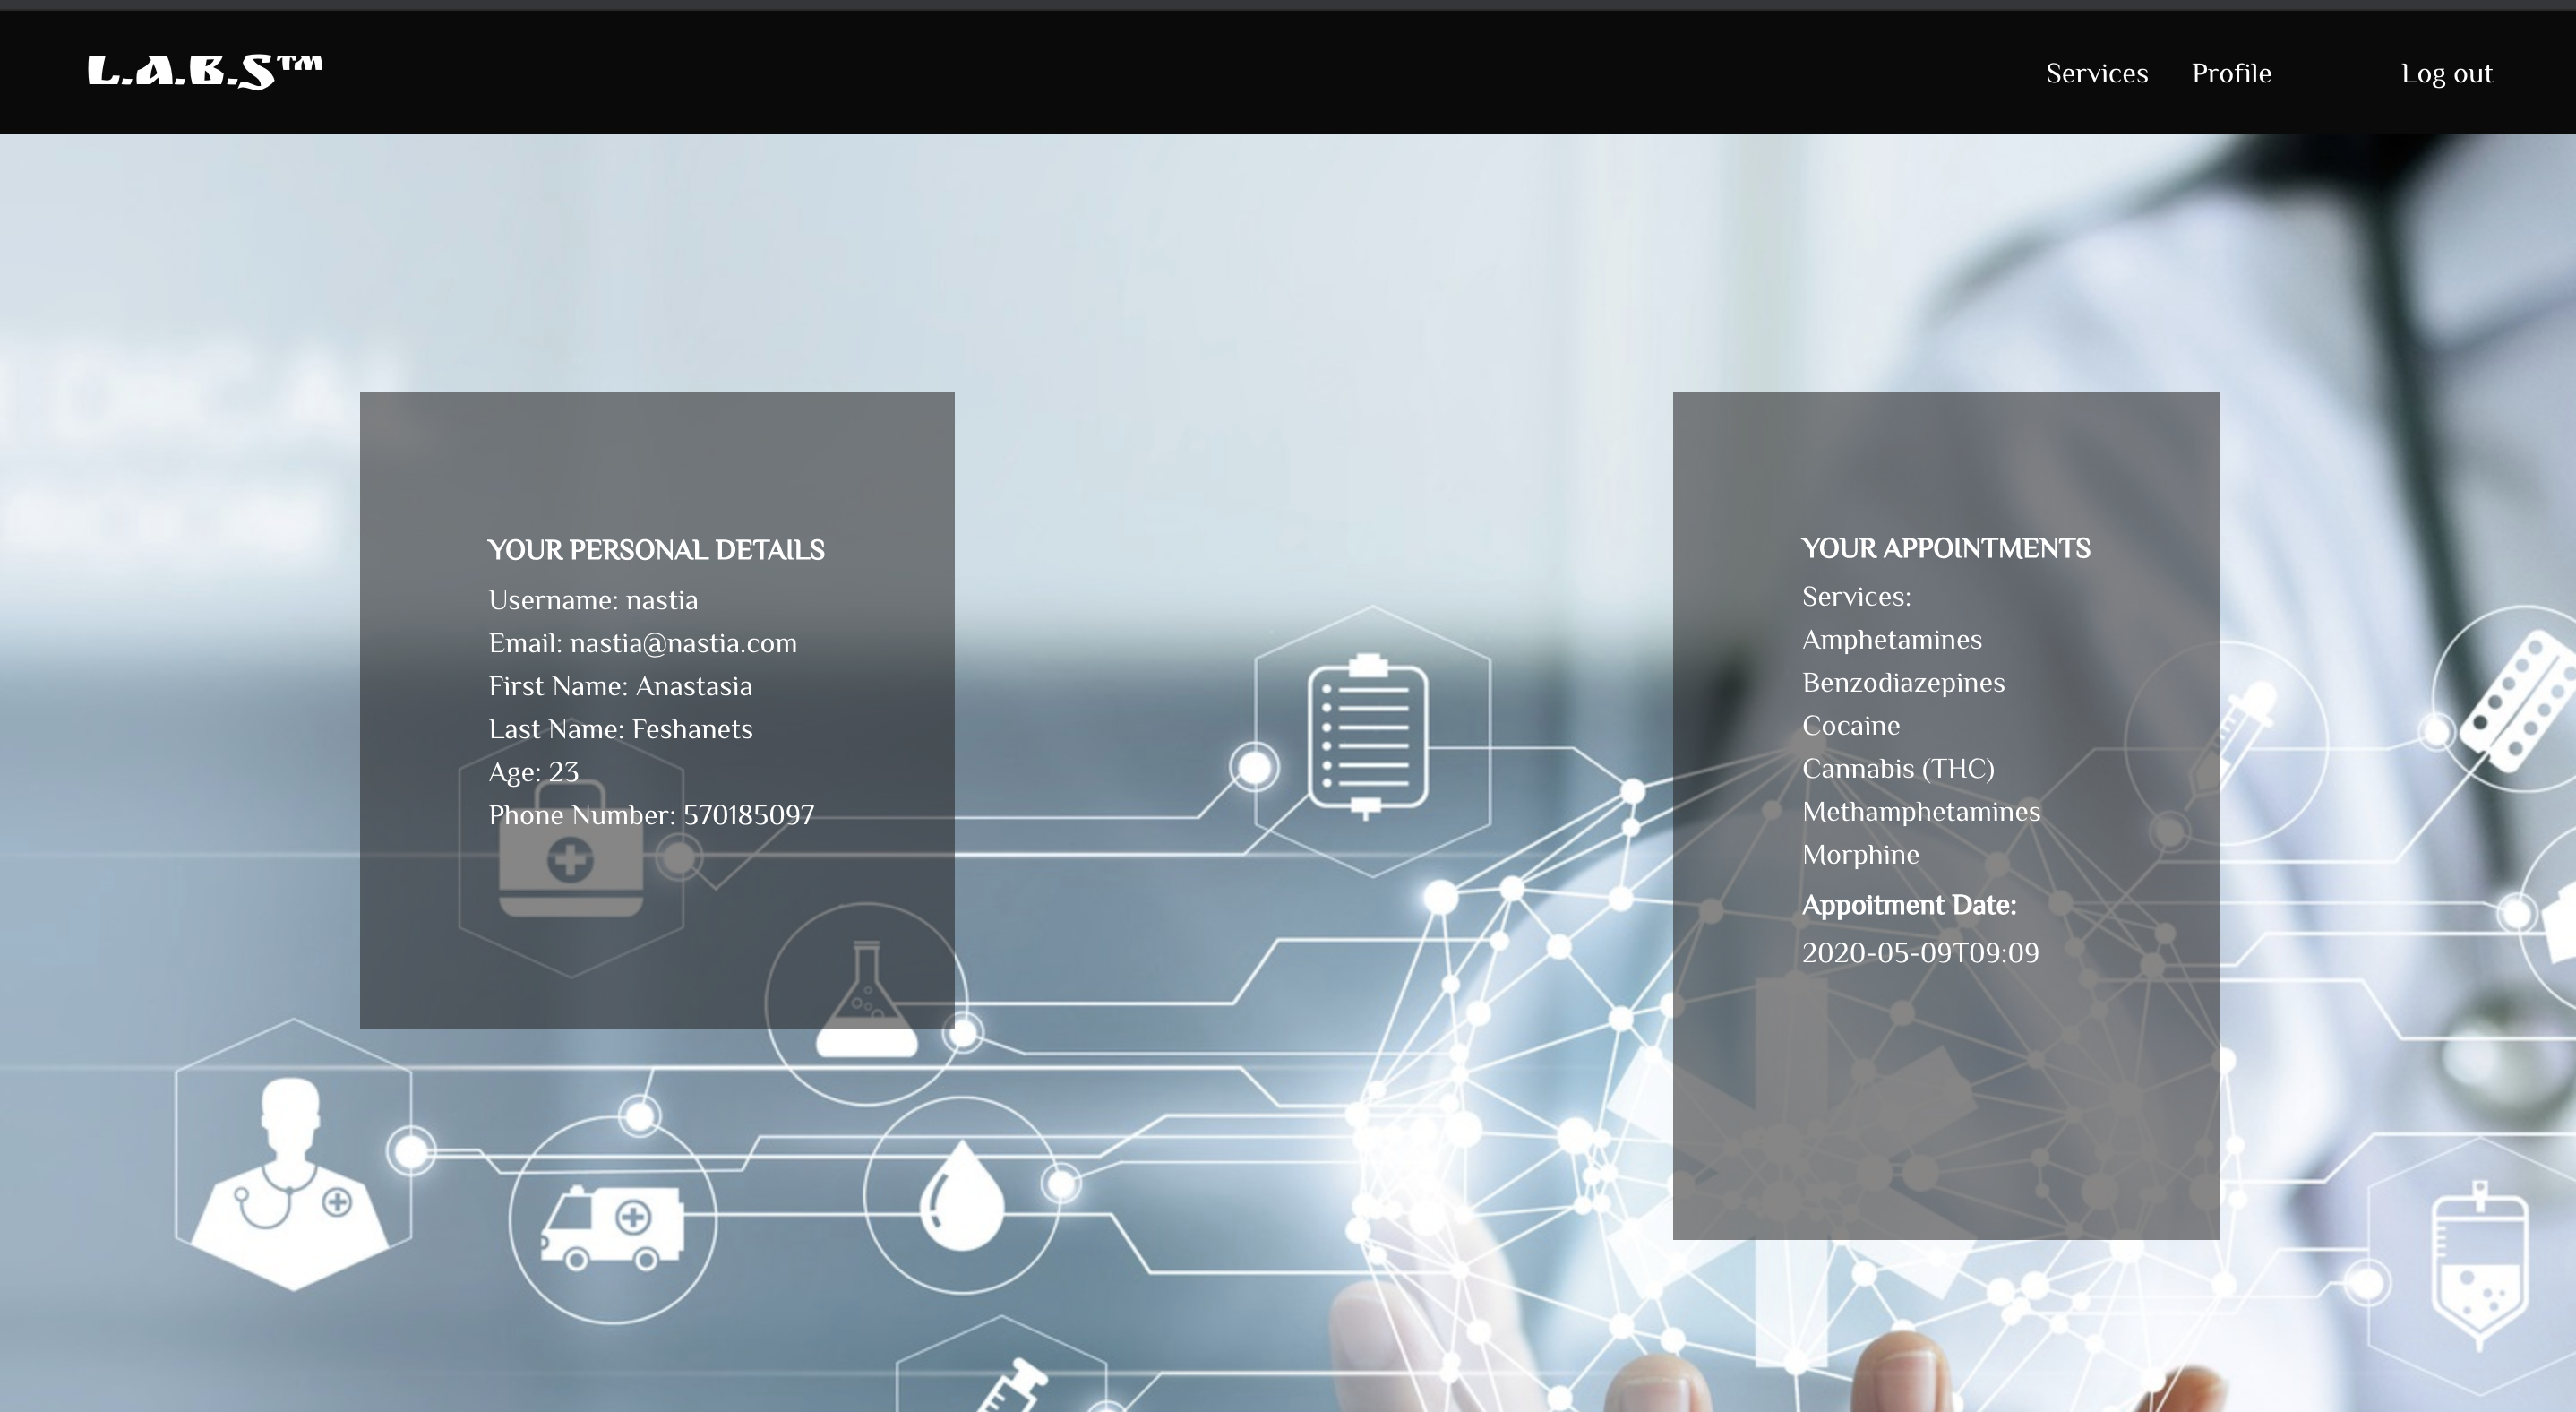 L.A.B.S™
Services Profile Log out
YOUR PERSONAL DETAILS
Username: nastia
Email: nastia@nastia.com
First Name: Anastasia
Last Name: Feshanets
Age: 23
Phone Number: 570185097
YOUR APPOINTMENTS
Services:
Amphetamines
Benzodiazepines
Cocaine
Cannabis (THC)
Methamphetamines
Morphine
Appoitment Date:
2020-05-09T09:09